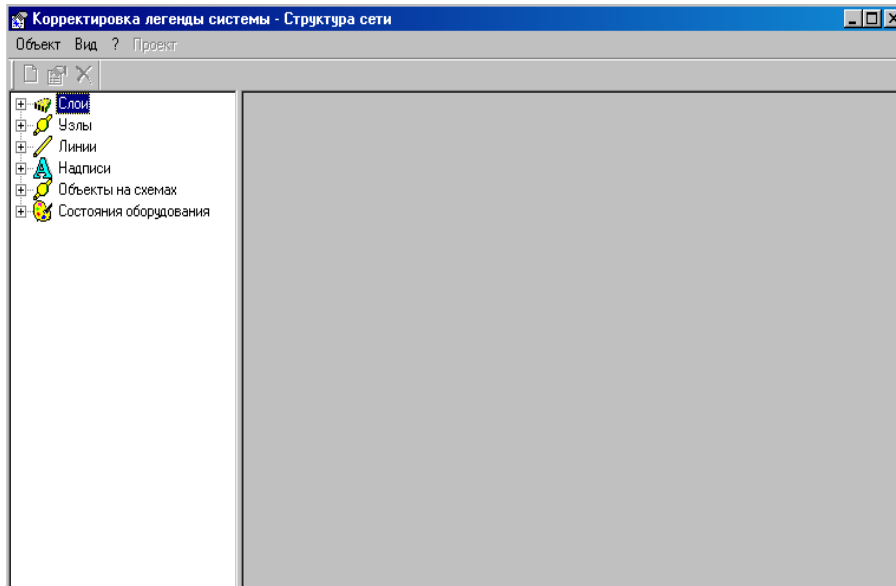 Корректировка легенды системы - Структура сети
Объект Вид ? Проект
Слои
Узлы
Линии
Надписи
Объекты на схемах
Состояния оборудования